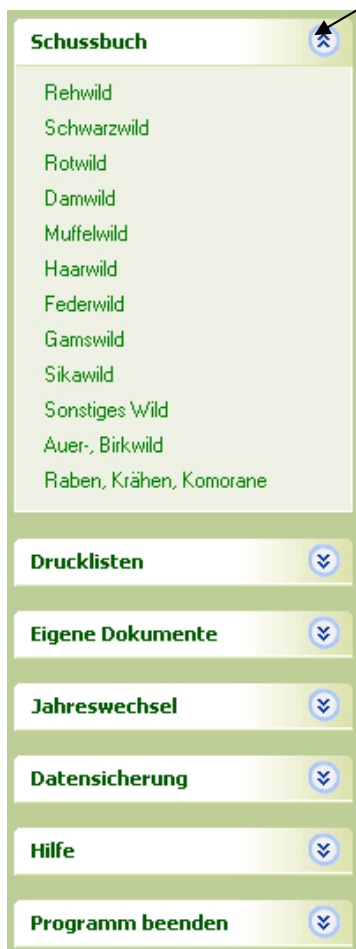 Schussbuch
Rehwild
Schwarzwild
Rotwild
Damwild
Muffelwild
Haarwild
Federwild
Gamswild
Sikawild
Sonstiges Wild
Auer-, Birkwild
Raben, Krähen, Komorane
Drucklisten
Eigene Dokumente
Jahreswechsel
Datensicherung
Hilfe
Programm beenden